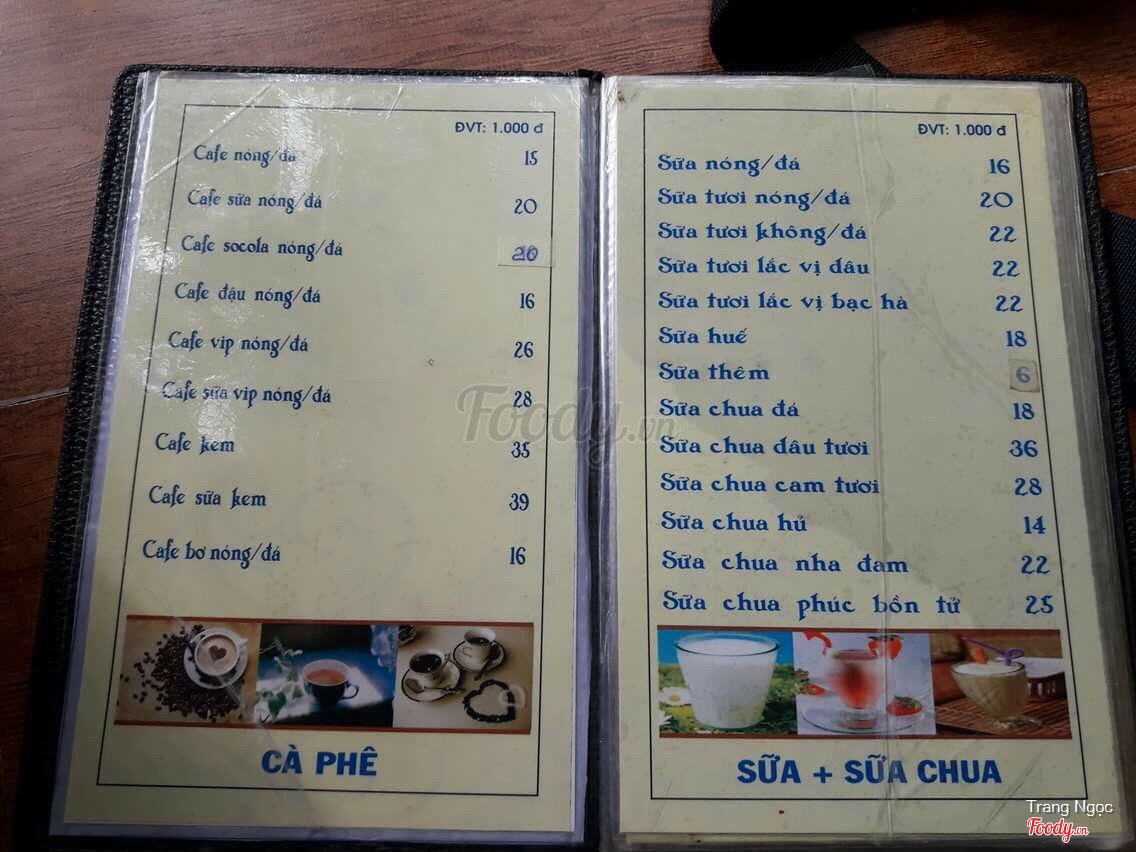 ĐVT: 1.000 đ
Cafe nóng/đá 15
Cafe sữa nóng/đá 20
Cafe socola nóng/đá 20
Cafe đậu nóng/đá 16
Cafe vip nóng/đá 26
Cafe sữa vip nóng/đá 28
Cafe kem 35
Cafe sữa kem 39
Cafe bơ nóng/đá 16
CÀ PHÊ
ĐVT: 1.000 đ
Sữa nóng/đá 16
Sữa tươi nóng/đá 20
Sữa tươi không/đá 22
Sữa tươi lắc vị dâu 22
Sữa tươi lắc vị bạc hà 22
Sữa huế 18
Sữa thêm 6
Sữa chua đá 18
Sữa chua dâu tươi 36
Sữa chua cam tươi 28
Sữa chua hủ 14
Sữa chua nha đam 22
Sữa chua phúc bồn tử 25
SỮA + SỮA CHUA
Foody.vn
Trang Ngọc
Foody.vn